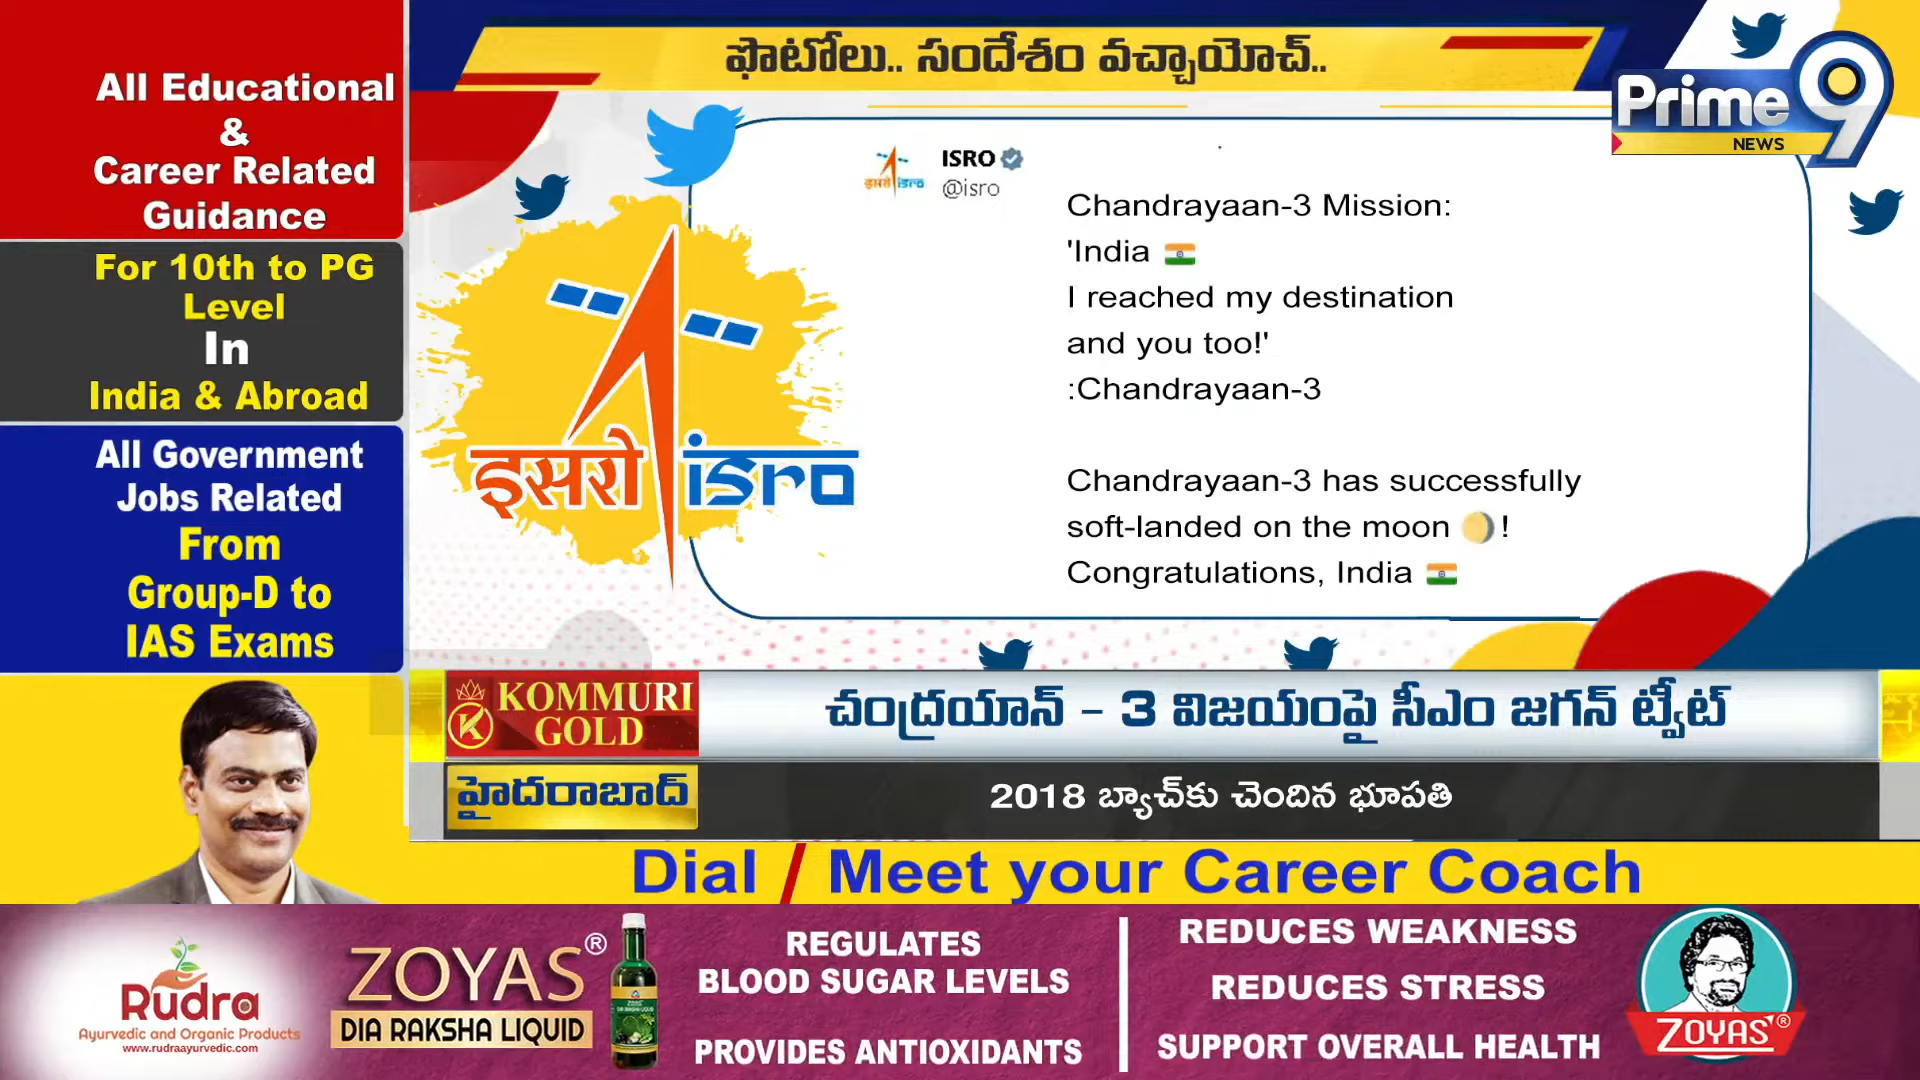 All Educational
&
Career Related
Guidance
For 10th to PG
Level
In
India & Abroad
All Government
Jobs Related
From
Group-D to
IAS Exams
ఫొటోలు.. సందేశం వచ్చాయోచ్..
Prime9
NEWS
ISRO
@isro
इसरो isro
Chandrayaan-3 Mission:
'India 🇮🇳
I reached my destination
and you too!'
:Chandrayaan-3
Chandrayaan-3 has successfully
soft-landed on the moon 🌖!
Congratulations, India 🇮🇳
इसरो isro
KOMMURI
GOLD
చంద్రయాన్ - 3 విజయంపై సీఎం జగన్ ట్వీట్
హైదరాబాద్
2018 బ్యాచ్‌కు చెందిన భూపతి
Dial / Meet your Career Coach
Rudra
Ayurvedic and Organic Products
www.rudraayurvedic.com
ZOYAS®
DIA RAKSHA LIQUID
REGULATES
BLOOD SUGAR LEVELS
PROVIDES ANTIOXIDANTS
REDUCES WEAKNESS
REDUCES STRESS
SUPPORT OVERALL HEALTH
ZOYAS®